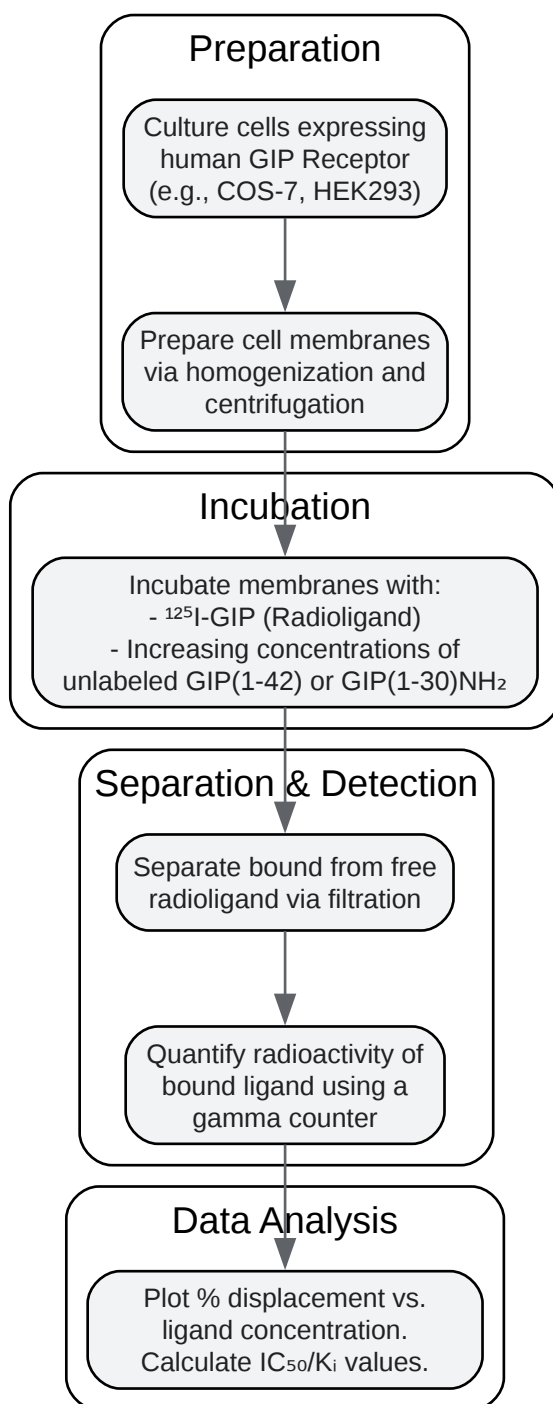 Preparation
Culture cells expressing
human GIP Receptor
(e.g., COS-7, HEK293)
Prepare cell membranes
via homogenization and
centrifugation
Incubation
Incubate membranes with:
- ¹²⁵I-GIP (Radioligand)
- Increasing concentrations of
unlabeled GIP(1-42) or GIP(1-30)NH₂
Separation & Detection
Separate bound from free
radioligand via filtration
Quantify radioactivity of
bound ligand using a
gamma counter
Data Analysis
Plot % displacement vs.
ligand concentration.
Calculate IC₅₀/Kᵢ values.